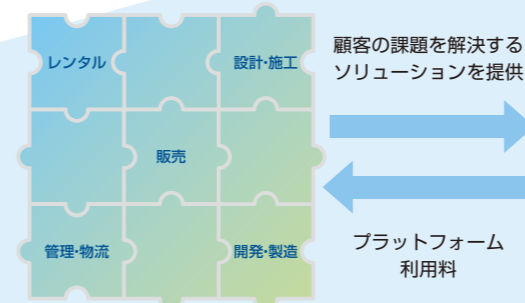 レンタル
設計・施工
販売
管理・物流
開発・製造
顧客の課題を解決する
ソリューションを提供
プラットフォーム
利用料